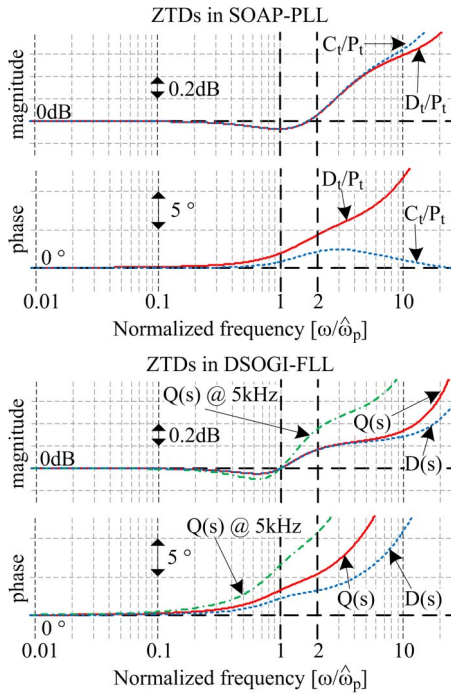 ZTDs in SOAP-PLL
magnitude
0dB
0.2dB
Cₜ/Pₜ
Dₜ/Pₜ
phase
0 °
5 °
Dₜ/Pₜ
Cₜ/Pₜ
0.01 0.1 1 2 10
Normalized frequency [ω/ω̂ₚ]
ZTDs in DSOGI-FLL
magnitude
0dB
0.2dB
Q(s) @ 5kHz
Q(s)
D(s)
phase
0 °
5 °
Q(s) @ 5kHz
Q(s)
D(s)
0.01 0.1 1 2 10
Normalized frequency [ω/ω̂ₚ]